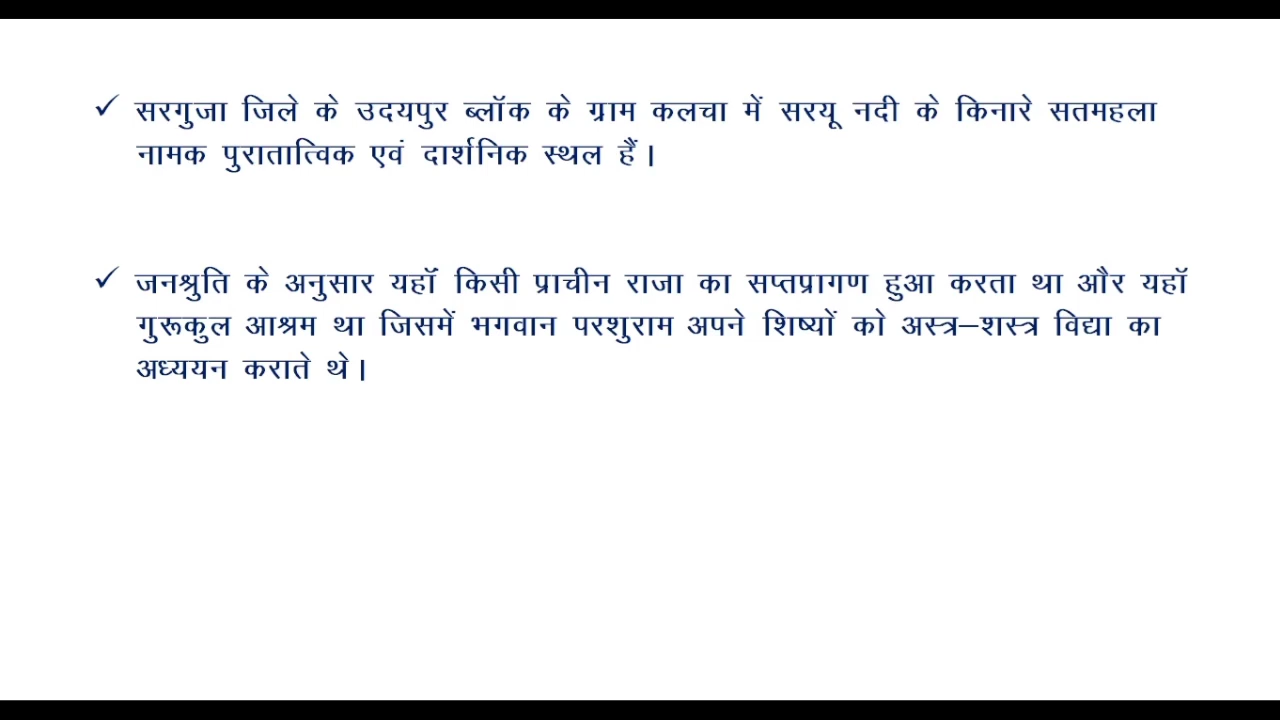 ✓ सरगुजा जिले के उदयपुर ब्लॉक के ग्राम कलचा में सरयू नदी के किनारे सतमहला
नामक पुरातात्विक एवं दार्शनिक स्थल हैं।
✓ जनश्रुति के अनुसार यहॉं किसी प्राचीन राजा का सप्तप्रागण हुआ करता था और यहॉ
गुरूकुल आश्रम था जिसमें भगवान परशुराम अपने शिष्यों को अस्त्र–शस्त्र विद्या का
अध्ययन कराते थे।